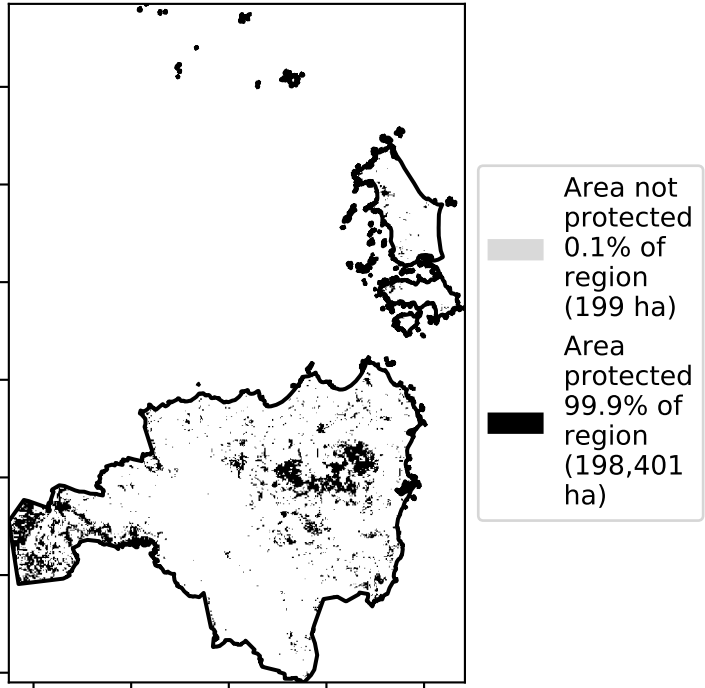 Area not
protected
0.1% of
region
(199 ha)
Area
protected
99.9% of
region
(198,401
ha)